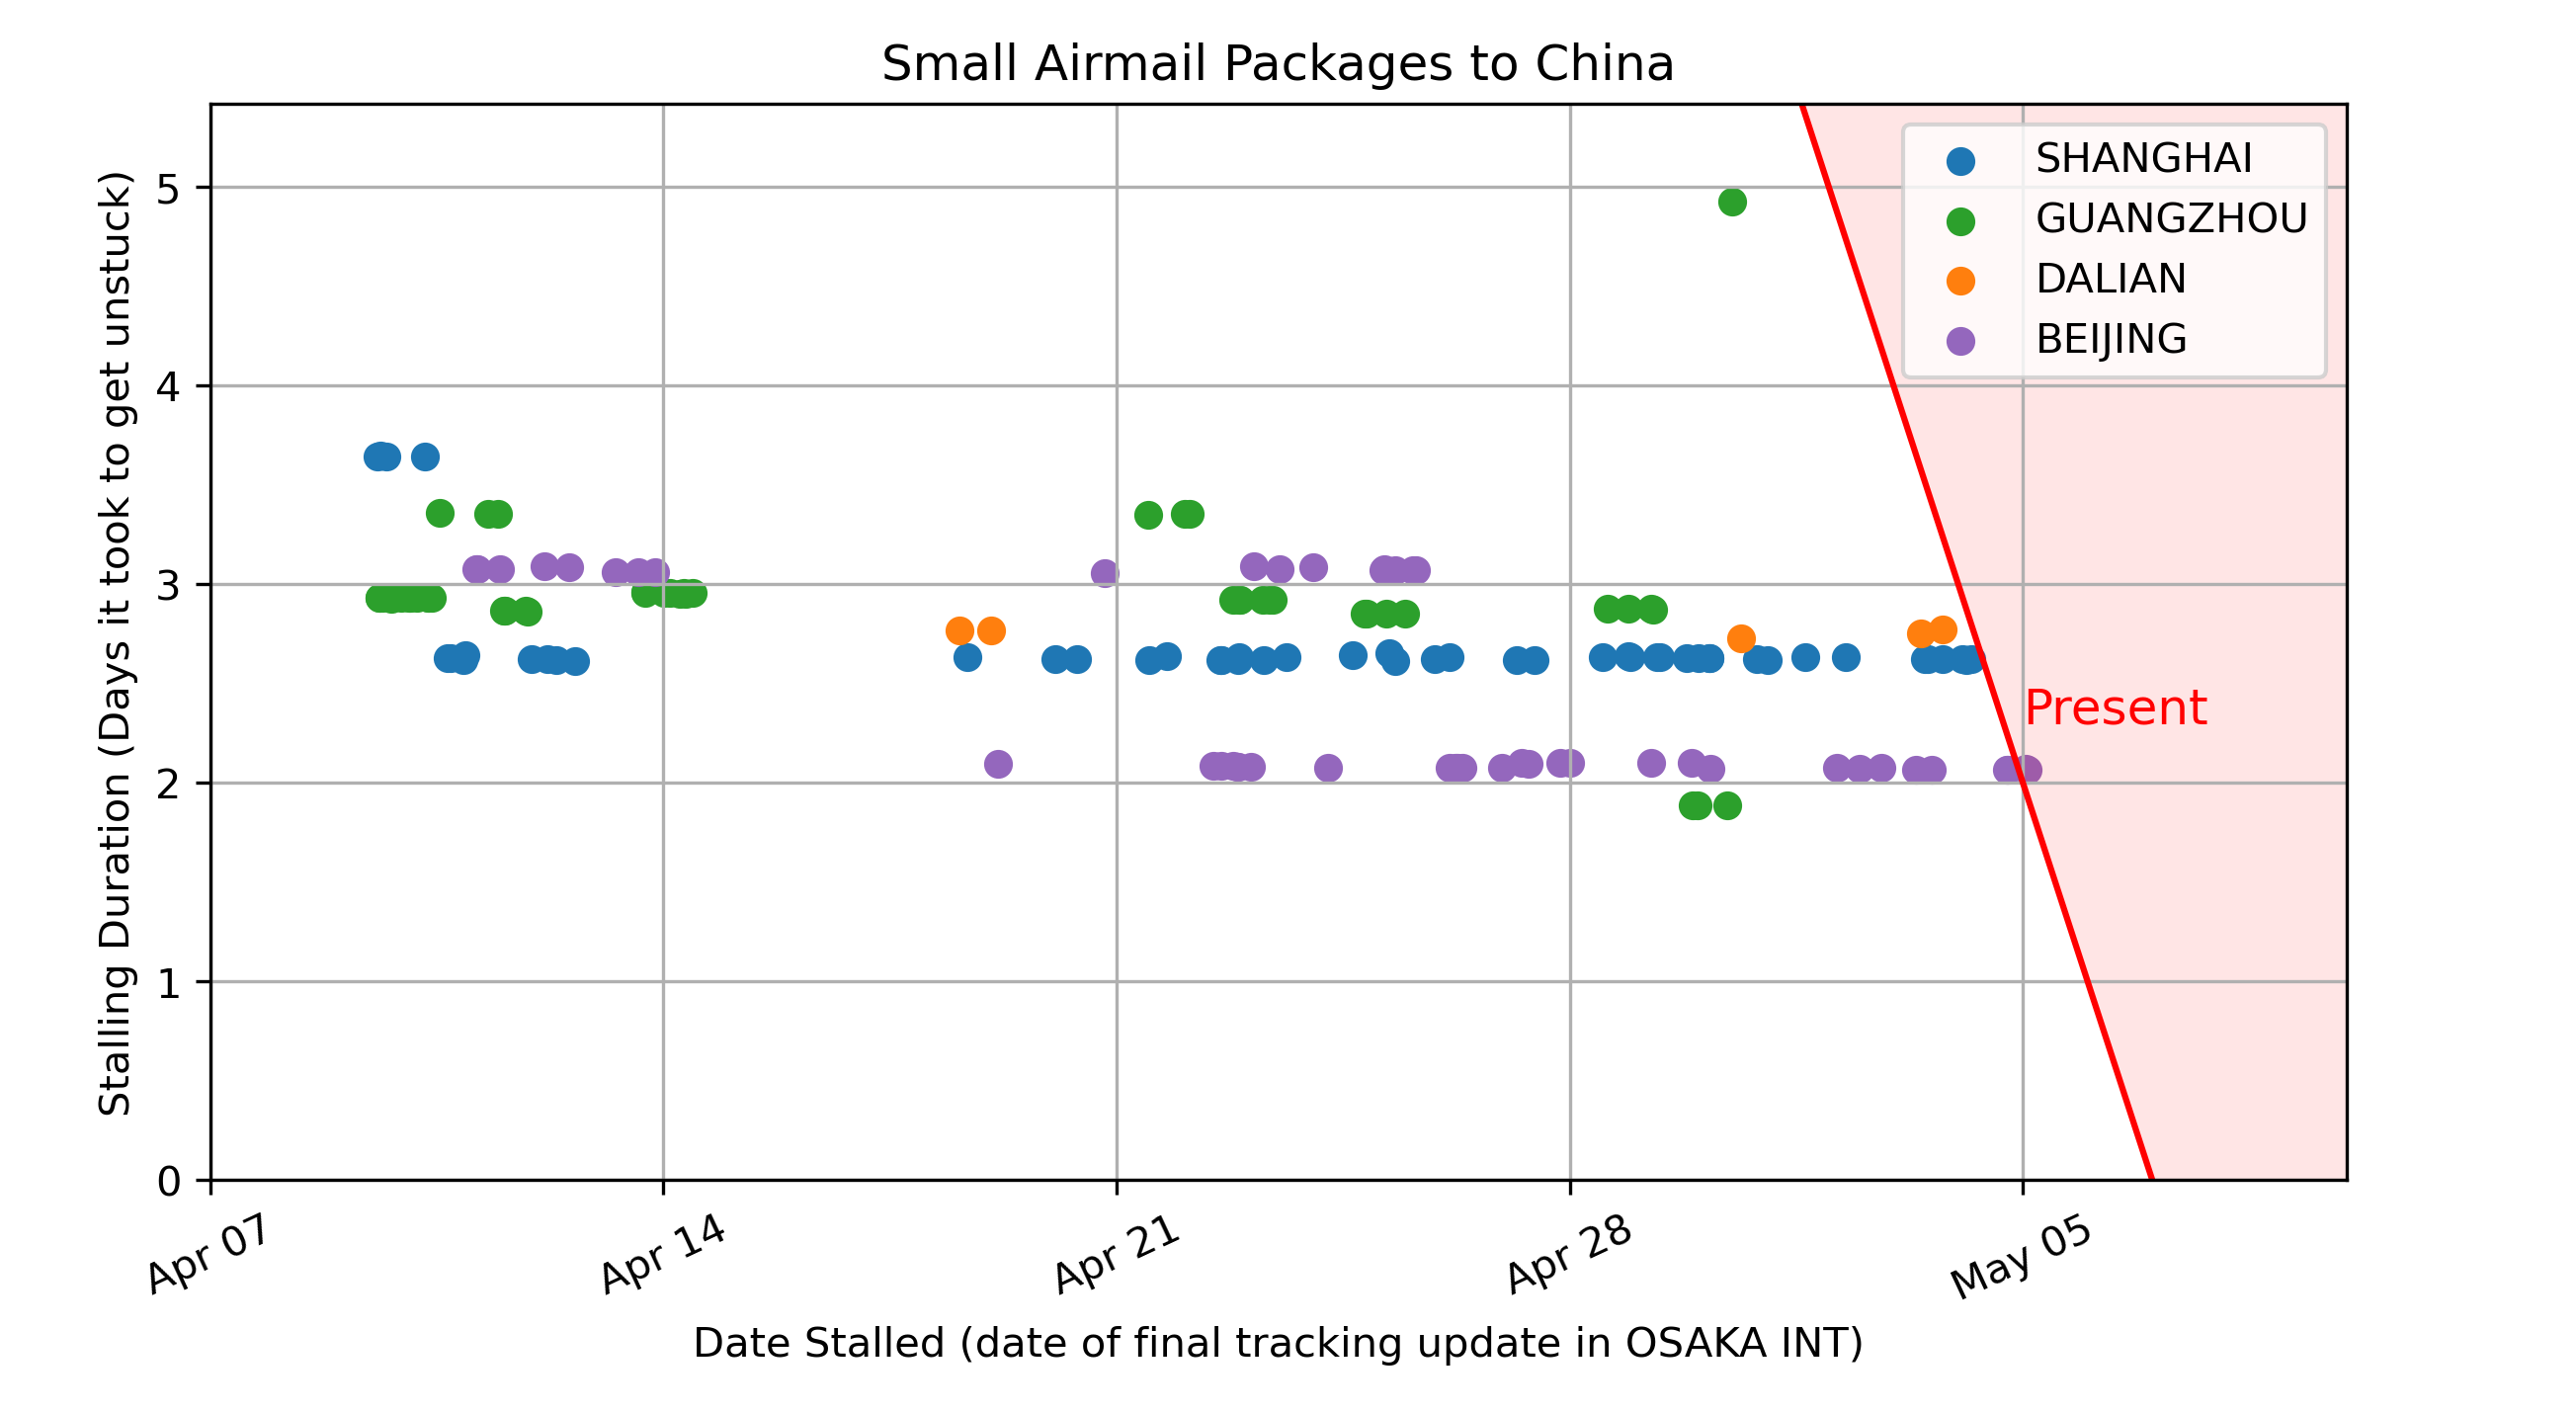 Small Airmail Packages to China
Stalling Duration (Days it took to get unstuck)
5
4
3
2
1
0
SHANGHAI
GUANGZHOU
DALIAN
BEIJING
Present
Apr 07
Apr 14
Apr 21
Apr 28
May 05
Date Stalled (date of final tracking update in OSAKA INT)